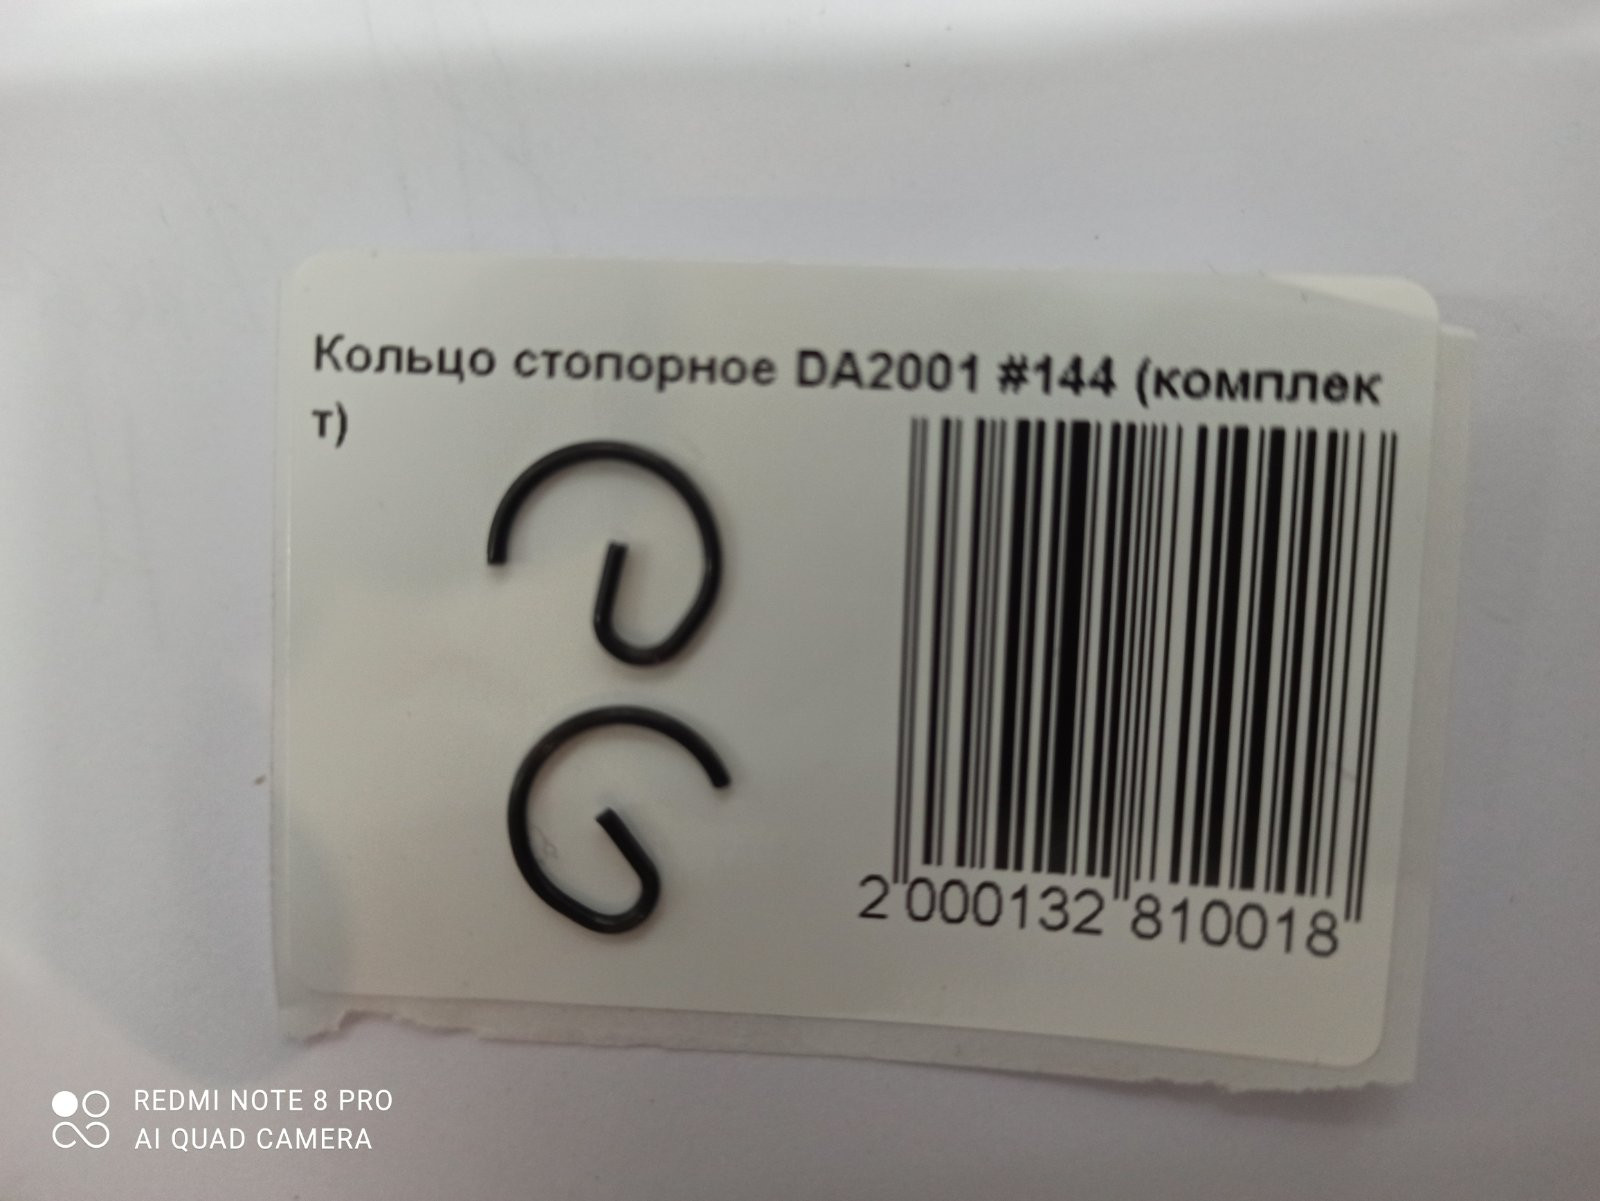 Кольцо стопорное DA2001 #144 (комплек
т)
2 000132 810018
REDMI NOTE 8 PRO
AI QUAD CAMERA